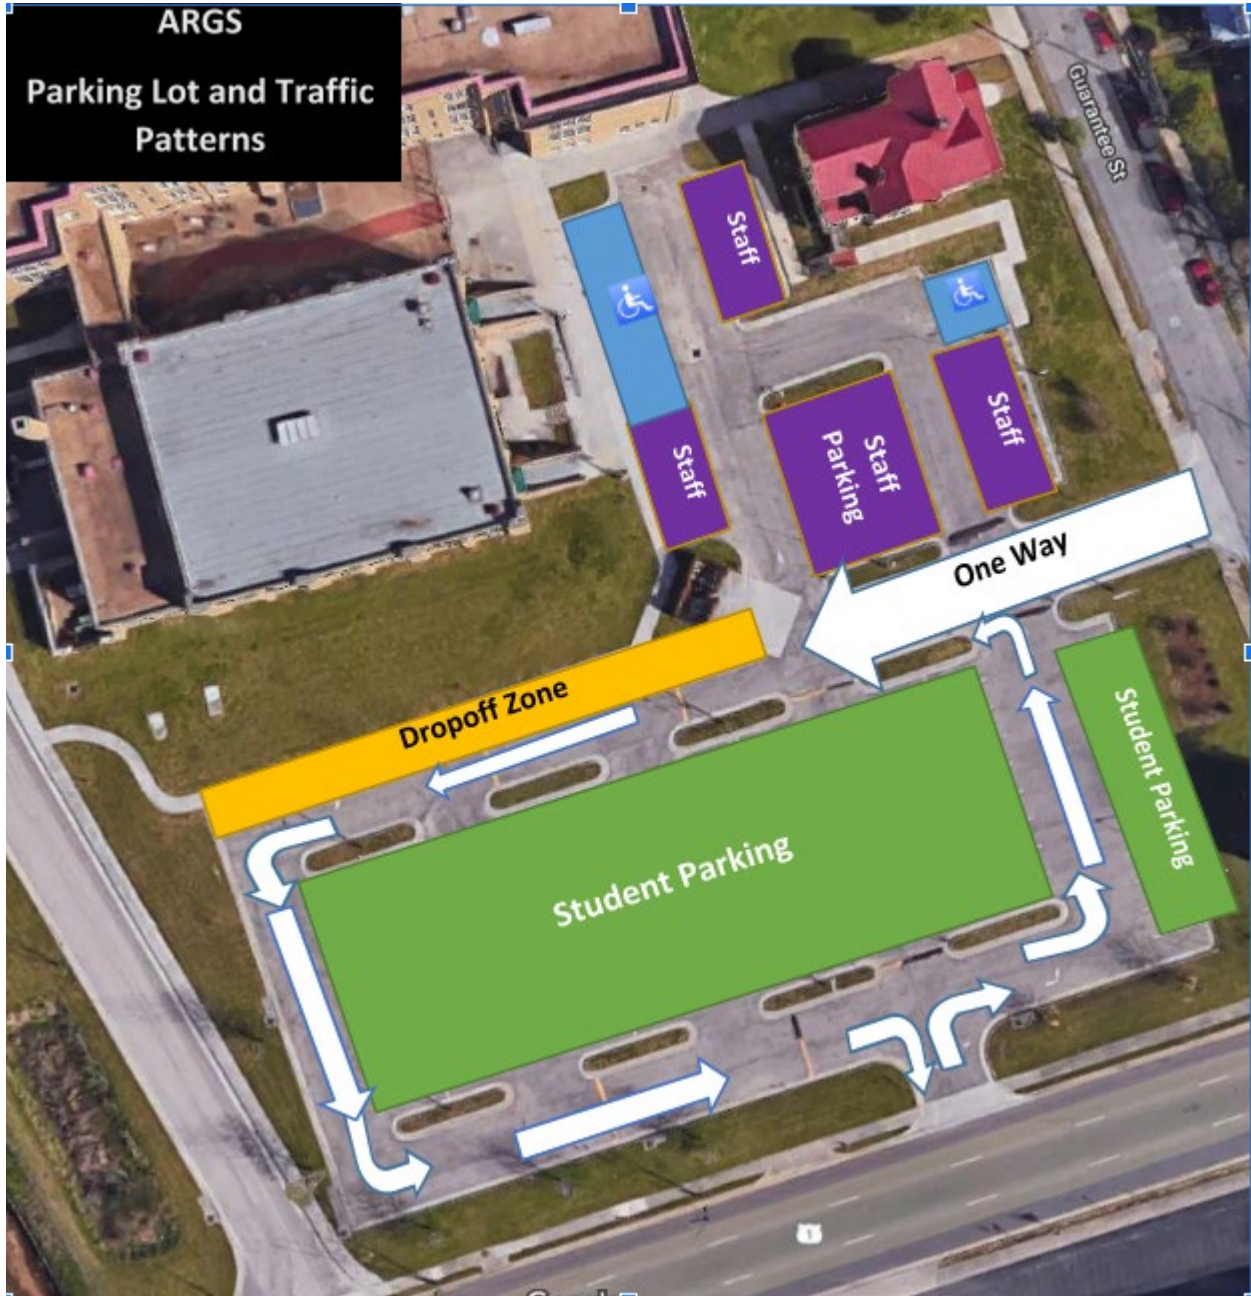 ARGS
Parking Lot and Traffic
Patterns
Guarantee St
Staff
Staff
Staff
Parking
Staff
One Way
Dropoff Zone
Student Parking
Student Parking
1